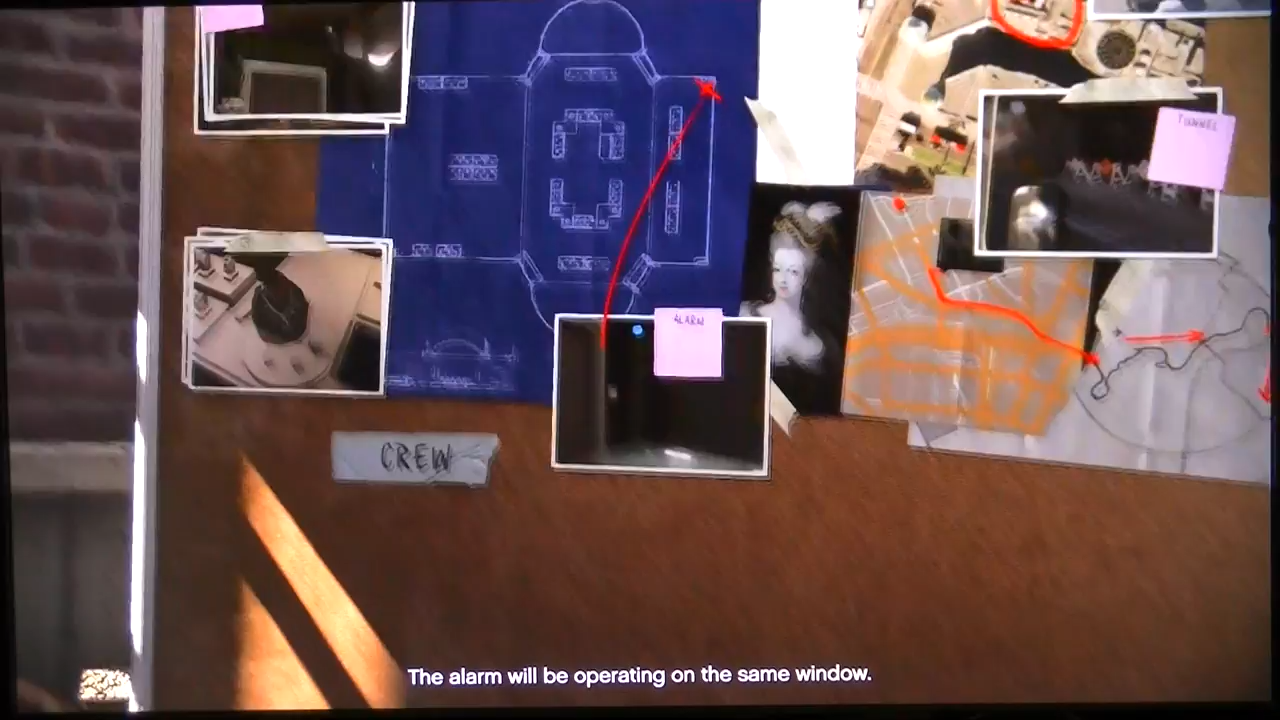 TUNNEL
ALARM
CREW
The alarm will be operating on the same window.